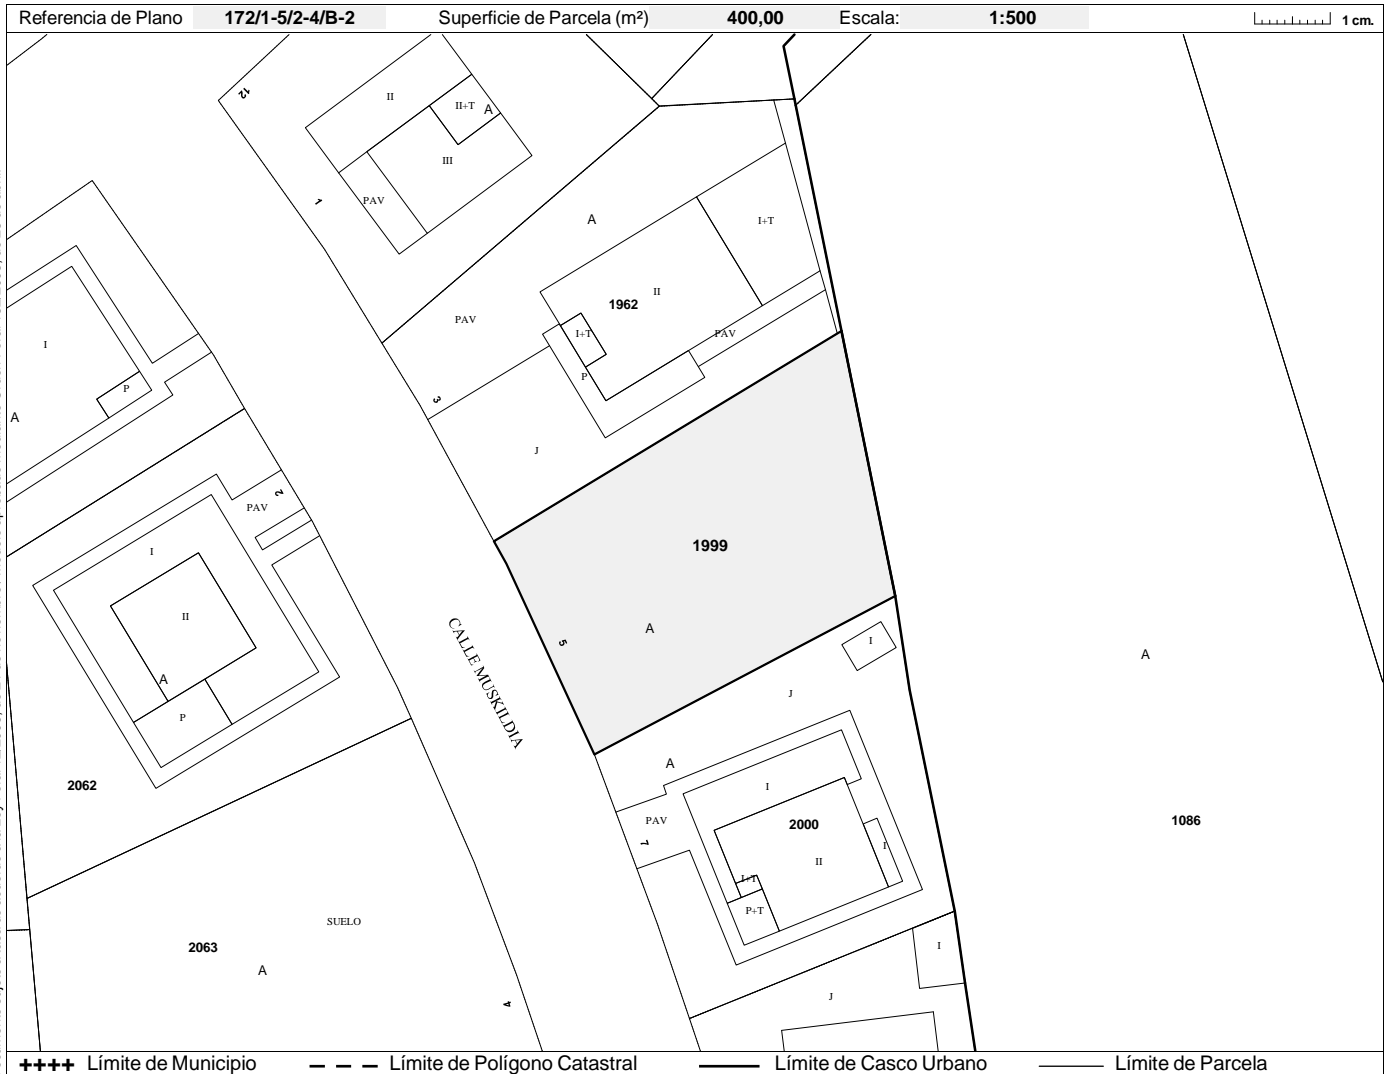 Referencia de Plano 172/1-5/2-4/B-2 Superficie de Parcela (m²) 400,00 Escala: 1:500 1 cm.
12
II
II+T A
III
1
PAV
A
I+T
II
1962
PAV
I+T
PAV
I
P
P
3
A
J
2
PAV
1999
I
II
A
5
CALLE MUSKILDIA
I
A
A
J
P
A
2062
I
PAV
2000
1086
7
II
I
I+T
P+T
SUELO
2063
I
A
J
4
++++ Límite de Municipio
Límite de Polígono Catastral
Límite de Casco Urbano
Límite de Parcela